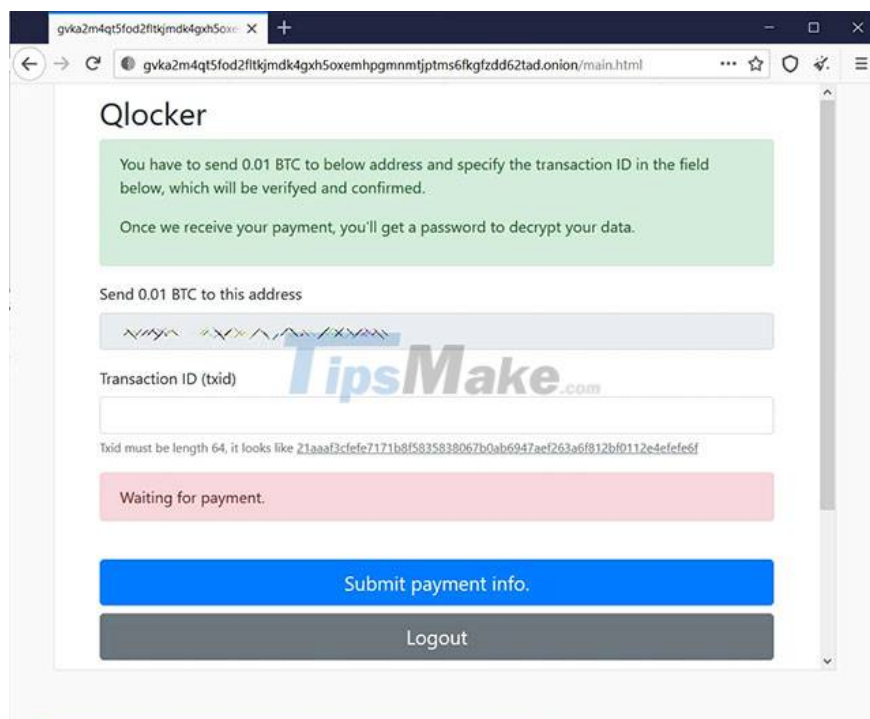 gvka2m4qt5fod2fltkjmdk4gxh5oxe
gvka2m4qt5fod2fltkjmdk4gxh5oxemhpgmnmtjptms6fkgfzdd62tad.onion/main.html
Qlocker
You have to send 0.01 BTC to below address and specify the transaction ID in the field
below, which will be verifyed and confirmed.
Once we receive your payment, you'll get a password to decrypt your data.
Send 0.01 BTC to this address
TipsMake.com
Transaction ID (txid)
Txid must be length 64, it looks like 21aaaf3cfefe7171b8f5835838067b0ab6947aef263a6f812bf0112e4efefe6f
Waiting for payment.
Submit payment info.
Logout